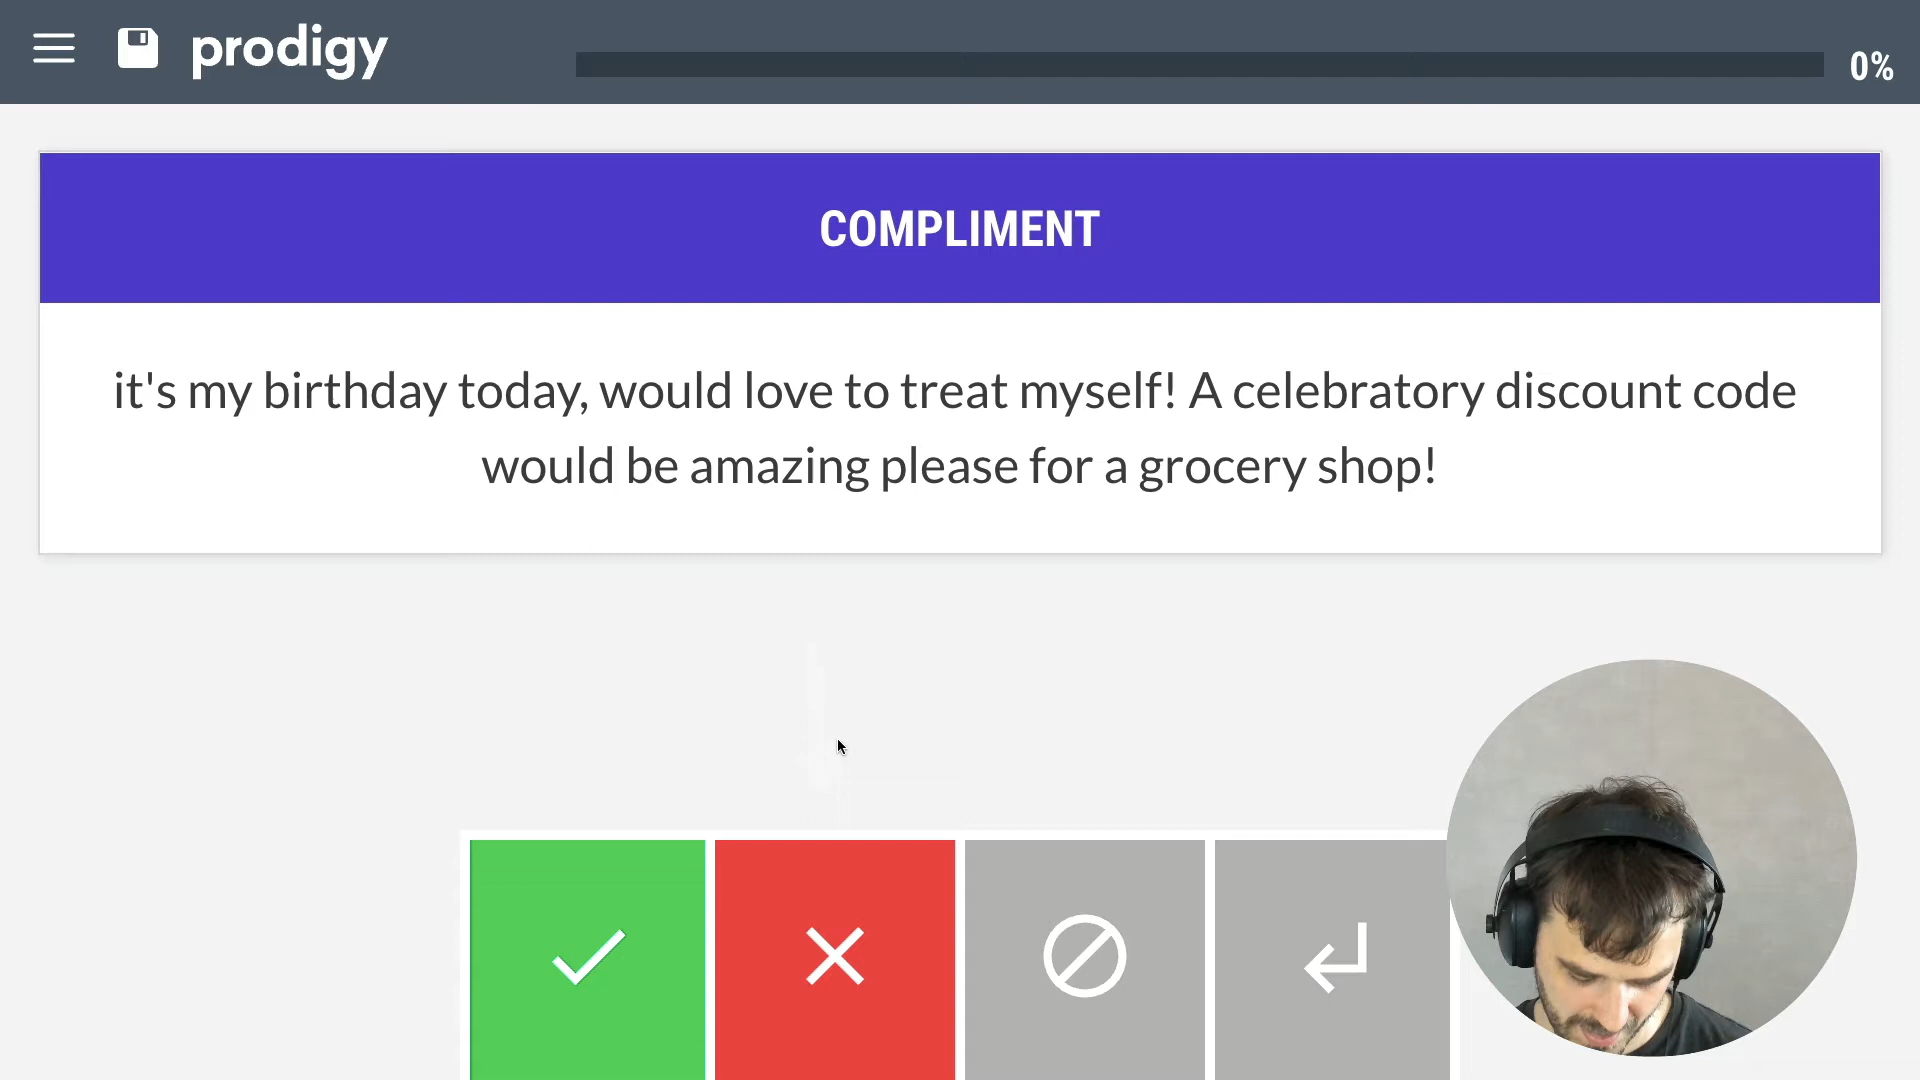 prodigy
0%
COMPLIMENT
it's my birthday today, would love to treat myself! A celebratory discount code
would be amazing please for a grocery shop!